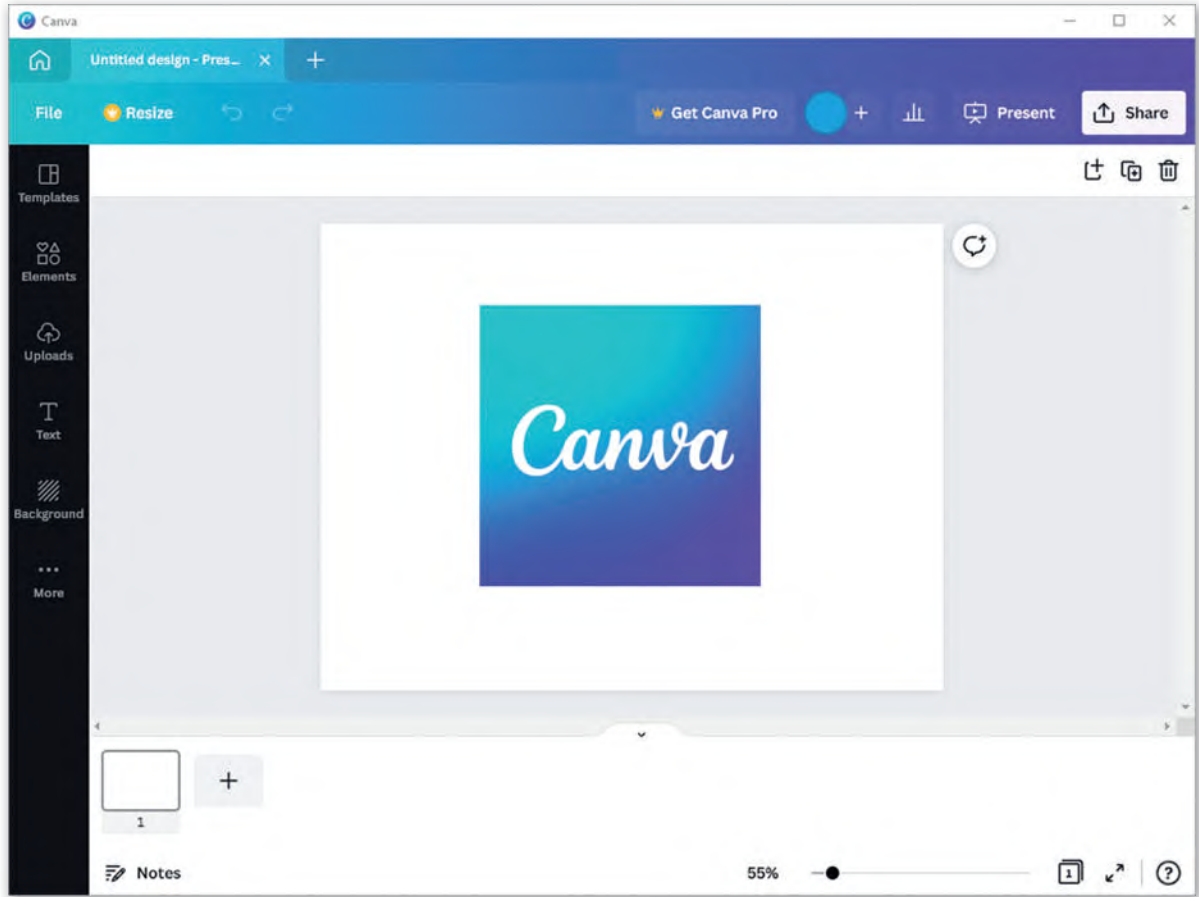 Canva
Untitled design - Pres...
File Resize Get Canva Pro Present Share
Templates
Elements
Uploads
Text
Background
More
Canva
1
Notes 55% 1 ?